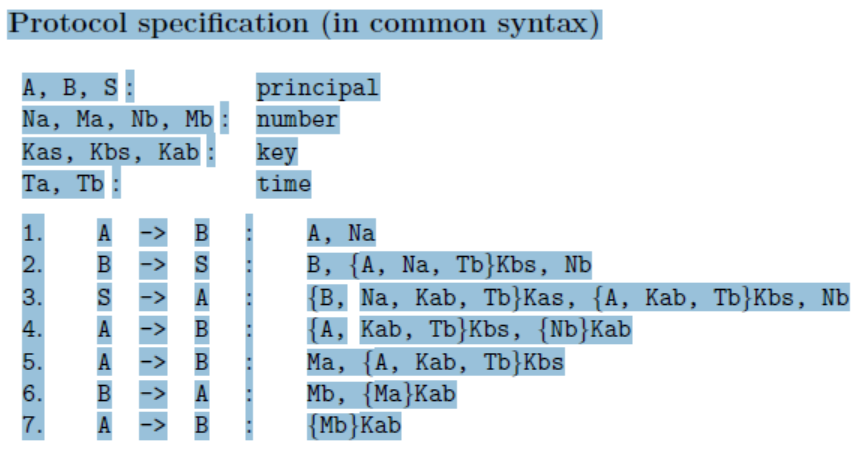 Protocol specification (in common syntax)
A, B, S : principal
Na, Ma, Nb, Mb : number
Kas, Kbs, Kab : key
Ta, Tb : time
1. A -> B : A, Na
2. B -> S : B, {A, Na, Tb}Kbs, Nb
3. S -> A : {B, Na, Kab, Tb}Kas, {A, Kab, Tb}Kbs, Nb
4. A -> B : {A, Kab, Tb}Kbs, {Nb}Kab
5. A -> B : Ma, {A, Kab, Tb}Kbs
6. B -> A : Mb, {Ma}Kab
7. A -> B : {Mb}Kab